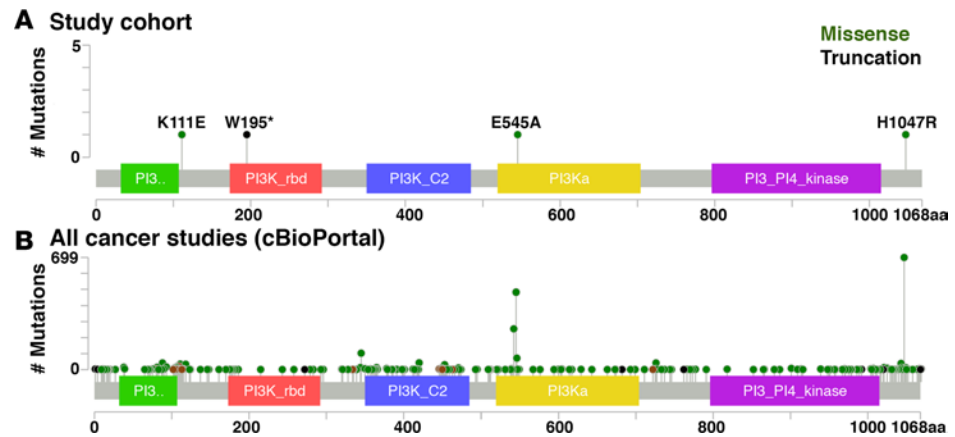 A Study cohort
Missense
Truncation
# Mutations
5
0
K111E W195* E545A H1047R
PI3.. PI3K_rbd PI3K_C2 PI3Ka PI3_PI4_kinase
0 200 400 600 800 1000 1068aa
B All cancer studies (cBioPortal)
# Mutations
699
0
PI3.. PI3K_rbd PI3K_C2 PI3Ka PI3_PI4_kinase
0 200 400 600 800 1000 1068aa